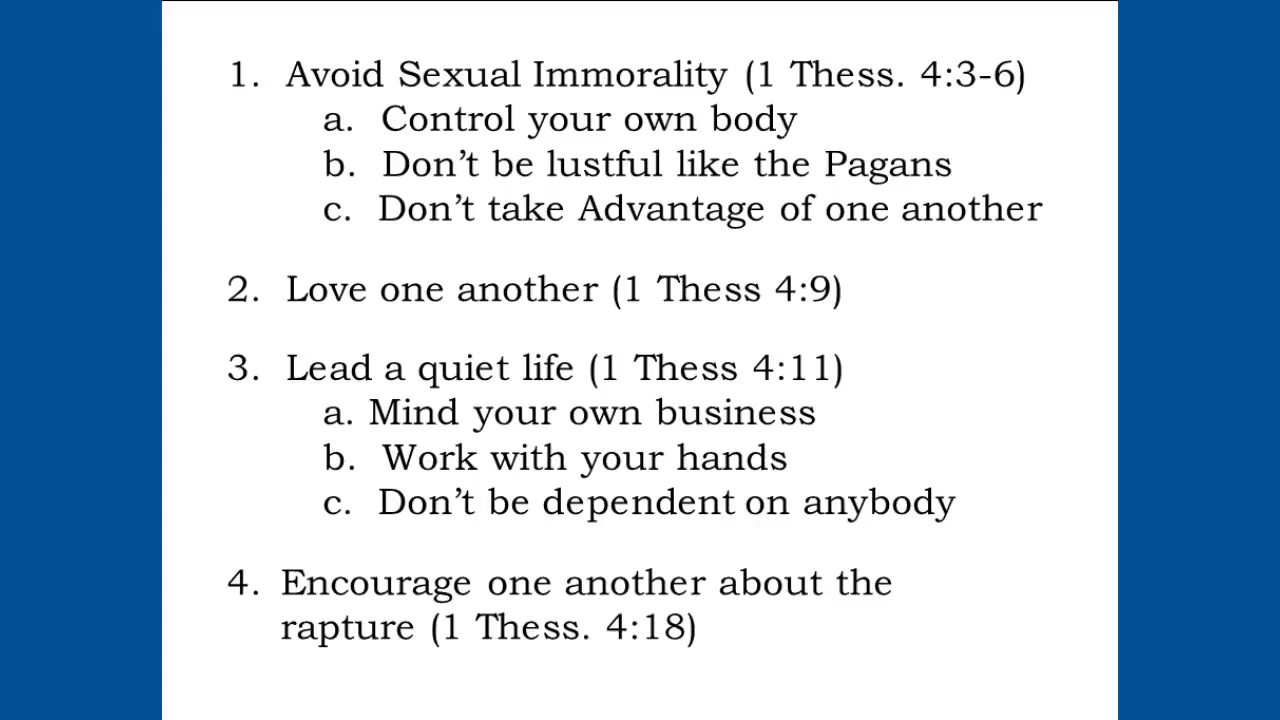 1. Avoid Sexual Immorality (1 Thess. 4:3-6)
a. Control your own body
b. Don't be lustful like the Pagans
c. Don't take Advantage of one another
2. Love one another (1 Thess 4:9)
3. Lead a quiet life (1 Thess 4:11)
a. Mind your own business
b. Work with your hands
c. Don't be dependent on anybody
4. Encourage one another about the
rapture (1 Thess. 4:18)